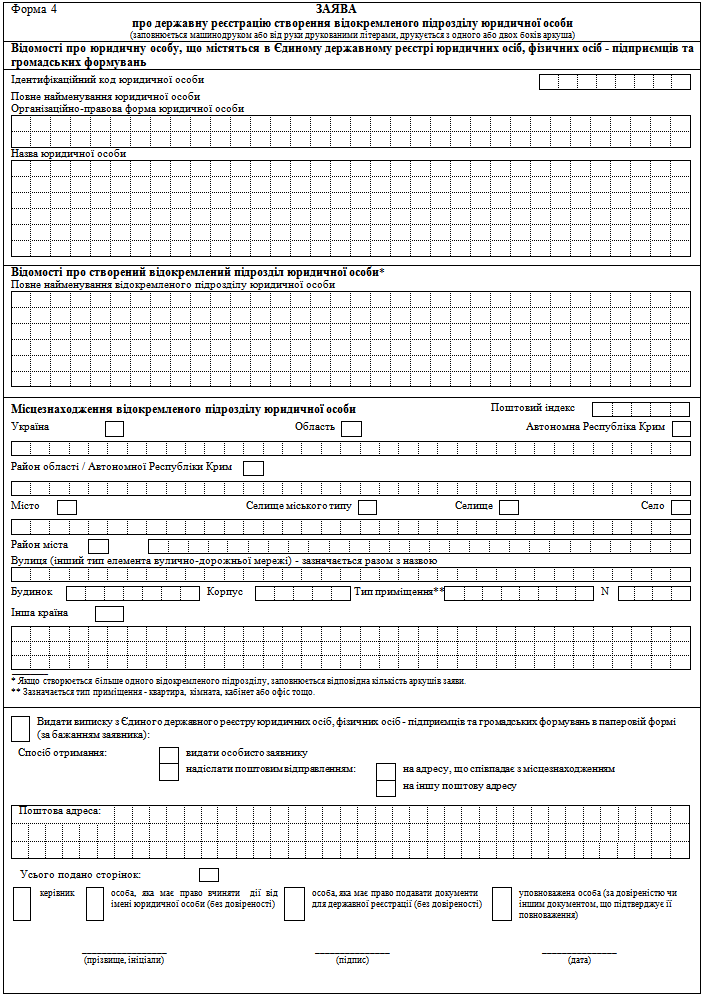 Форма 4
ЗАЯВА
про державну реєстрацію створення відокремленого підрозділу юридичної особи
(заповнюється машинодруком або від руки друкованими літерами, друкується з одного або двох боків аркуша)
Відомості про юридичну особу, що містяться в Єдиному державному реєстрі юридичних осіб, фізичних осіб - підприємців та
громадських формувань
Ідентифікаційний код юридичної особи
Повне найменування юридичної особи
Організаційно-правова форма юридичної особи
Назва юридичної особи
Відомості про створений відокремлений підрозділ юридичної особи*
Повне найменування відокремленого підрозділу юридичної особи
Місцезнаходження відокремленого підрозділу юридичної особи Поштовий індекс
Україна Область Автономна Республіка Крим
Район області / Автономної Республіки Крим
Місто Селище міського типу Селище Село
Район міста
Вулиця (інший тип елемента вулично-дорожньої мережі) - зазначається разом з назвою
Будинок Корпус Тип приміщення** N
Інша країна
* Якщо створюється більше одного відокремленого підрозділу, заповнюється відповідна кількість аркушів заяви.
** Зазначається тип приміщення - квартира, кімната, кабінет або офіс тощо.
Видати виписку з Єдиного державного реєстру юридичних осіб, фізичних осіб - підприємців та громадських формувань в паперовій формі
(за бажанням заявника):
Спосіб отримання: видати особисто заявнику
надіслати поштовим відправленням: на адресу, що співпадає з місцезнаходженням
на іншу поштову адресу
Поштова адреса:
Усього подано сторінок:
керівник особа, яка має право вчиняти дії від особа, яка має право подавати документи уповноважена особа (за довіреністю чи
імені юридичної особи (без довіреності) для державної реєстрації (без довіреності) іншим документом, що підтверджує її
повноваження)
(прізвище, ініціали) (підпис) (дата)